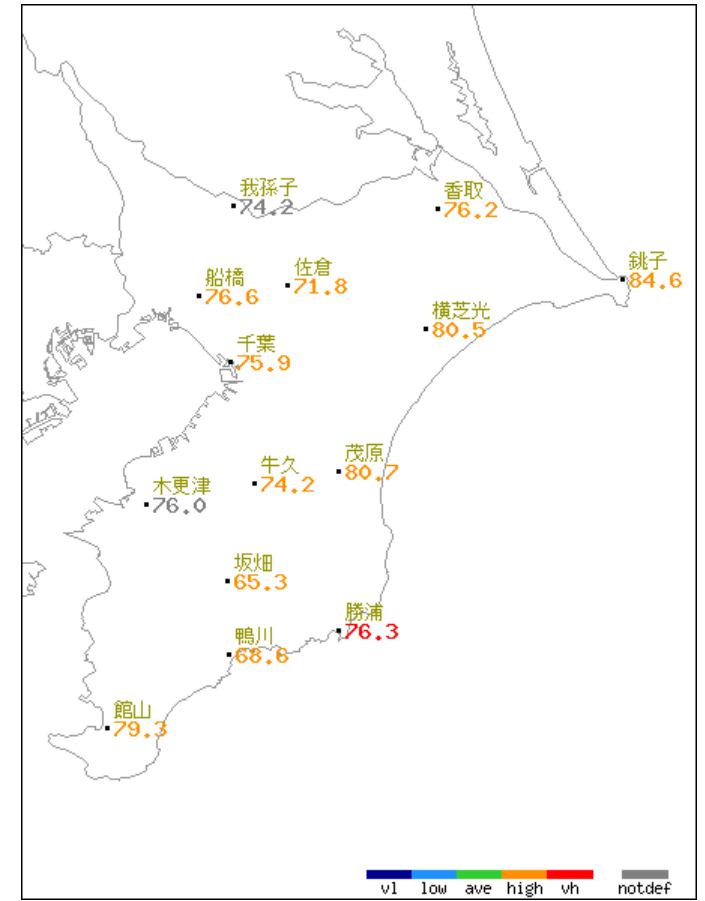 我孫子
74.2
香取
76.2
銚子
84.6
船橋
76.6
佐倉
71.8
横芝光
80.5
千葉
75.9
茂原
80.7
牛久
74.2
木更津
76.0
坂畑
65.3
勝浦
76.3
鴨川
68.6
館山
79.3
vl low ave high vh notdef